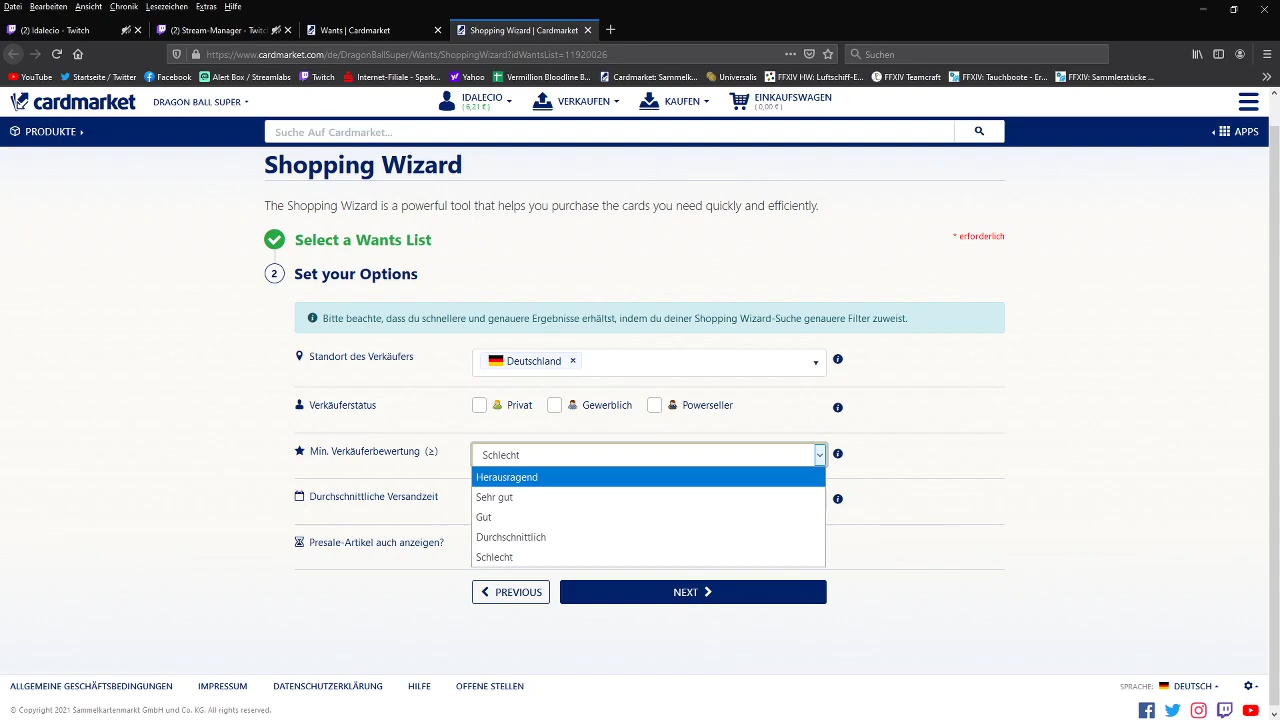 Datei Bearbeiten Ansicht Chronik Lesezeichen Extras Hilfe
(2) Idalecio - Twitch
(2) Stream-Manager - Twitch
Wants | Cardmarket
Shopping Wizard | Cardmarket
https://www.cardmarket.com/de/DragonBallSuper/Wants/ShoppingWizard?idWantsList=11920026
Suchen
YouTube Startseite / Twitter Facebook Alert Box / Streamlabs Twitch Internet-Filiale - Spark... Yahoo Vermillion Bloodline B... Cardmarket: Sammelk... Universalis FFXIV HW: Luftschiff-E... FFXIV Teamcraft FFXIV: Tauchboote - Er... FFXIV: Sammlerstücke ...
cardmarket
DRAGON BALL SUPER
IDALECIO
( 6,21 € )
VERKAUFEN
KAUFEN
EINKAUFSWAGEN
( 0,00 € )
PRODUKTE
Suche Auf Cardmarket...
APPS
Shopping Wizard
The Shopping Wizard is a powerful tool that helps you purchase the cards you need quickly and efficiently.
Select a Wants List
* erforderlich
2 Set your Options
Bitte beachte, dass du schnellere und genauere Ergebnisse erhältst, indem du deiner Shopping Wizard-Suche genauere Filter zuweist.
Standort des Verkäufers
Deutschland ×
Verkäuferstatus
Privat Gewerblich Powerseller
Min. Verkäuferbewertung (≥)
Schlecht
Herausragend
Sehr gut
Durchschnittliche Versandzeit
Gut
Durchschnittlich
Presale-Artikel auch anzeigen?
Schlecht
PREVIOUS
NEXT
ALLGEMEINE GESCHÄFTSBEDINGUNGEN IMPRESSUM DATENSCHUTZERKLÄRUNG HILFE OFFENE STELLEN
SPRACHE: DEUTSCH
© Copyright 2021 Sammelkartenmarkt GmbH und Co. KG. All rights reserved.